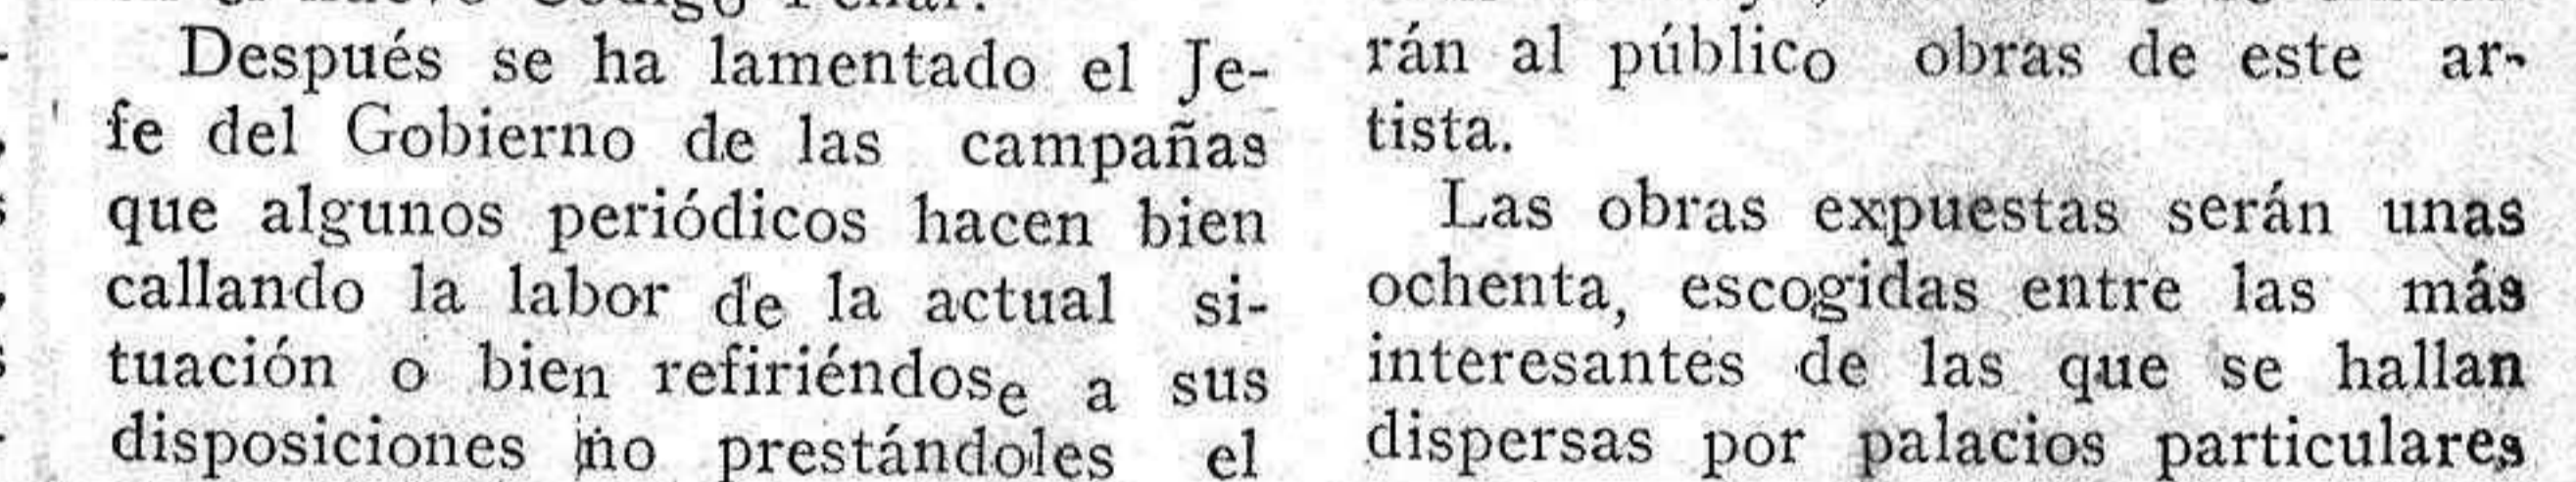 Después se ha lamentado el Je-
fe del Gobierno de las campañas
que algunos periódicos hacen bien
callando la labor de la actual si-
tuación o bien refiriéndose a sus
disposiciones no prestándoles el
rán al público obras de este ar-
tista.
Las obras expuestas serán unas
ochenta, escogidas entre las más
interesantes de las que se hallan
dispersas por palacios particulares